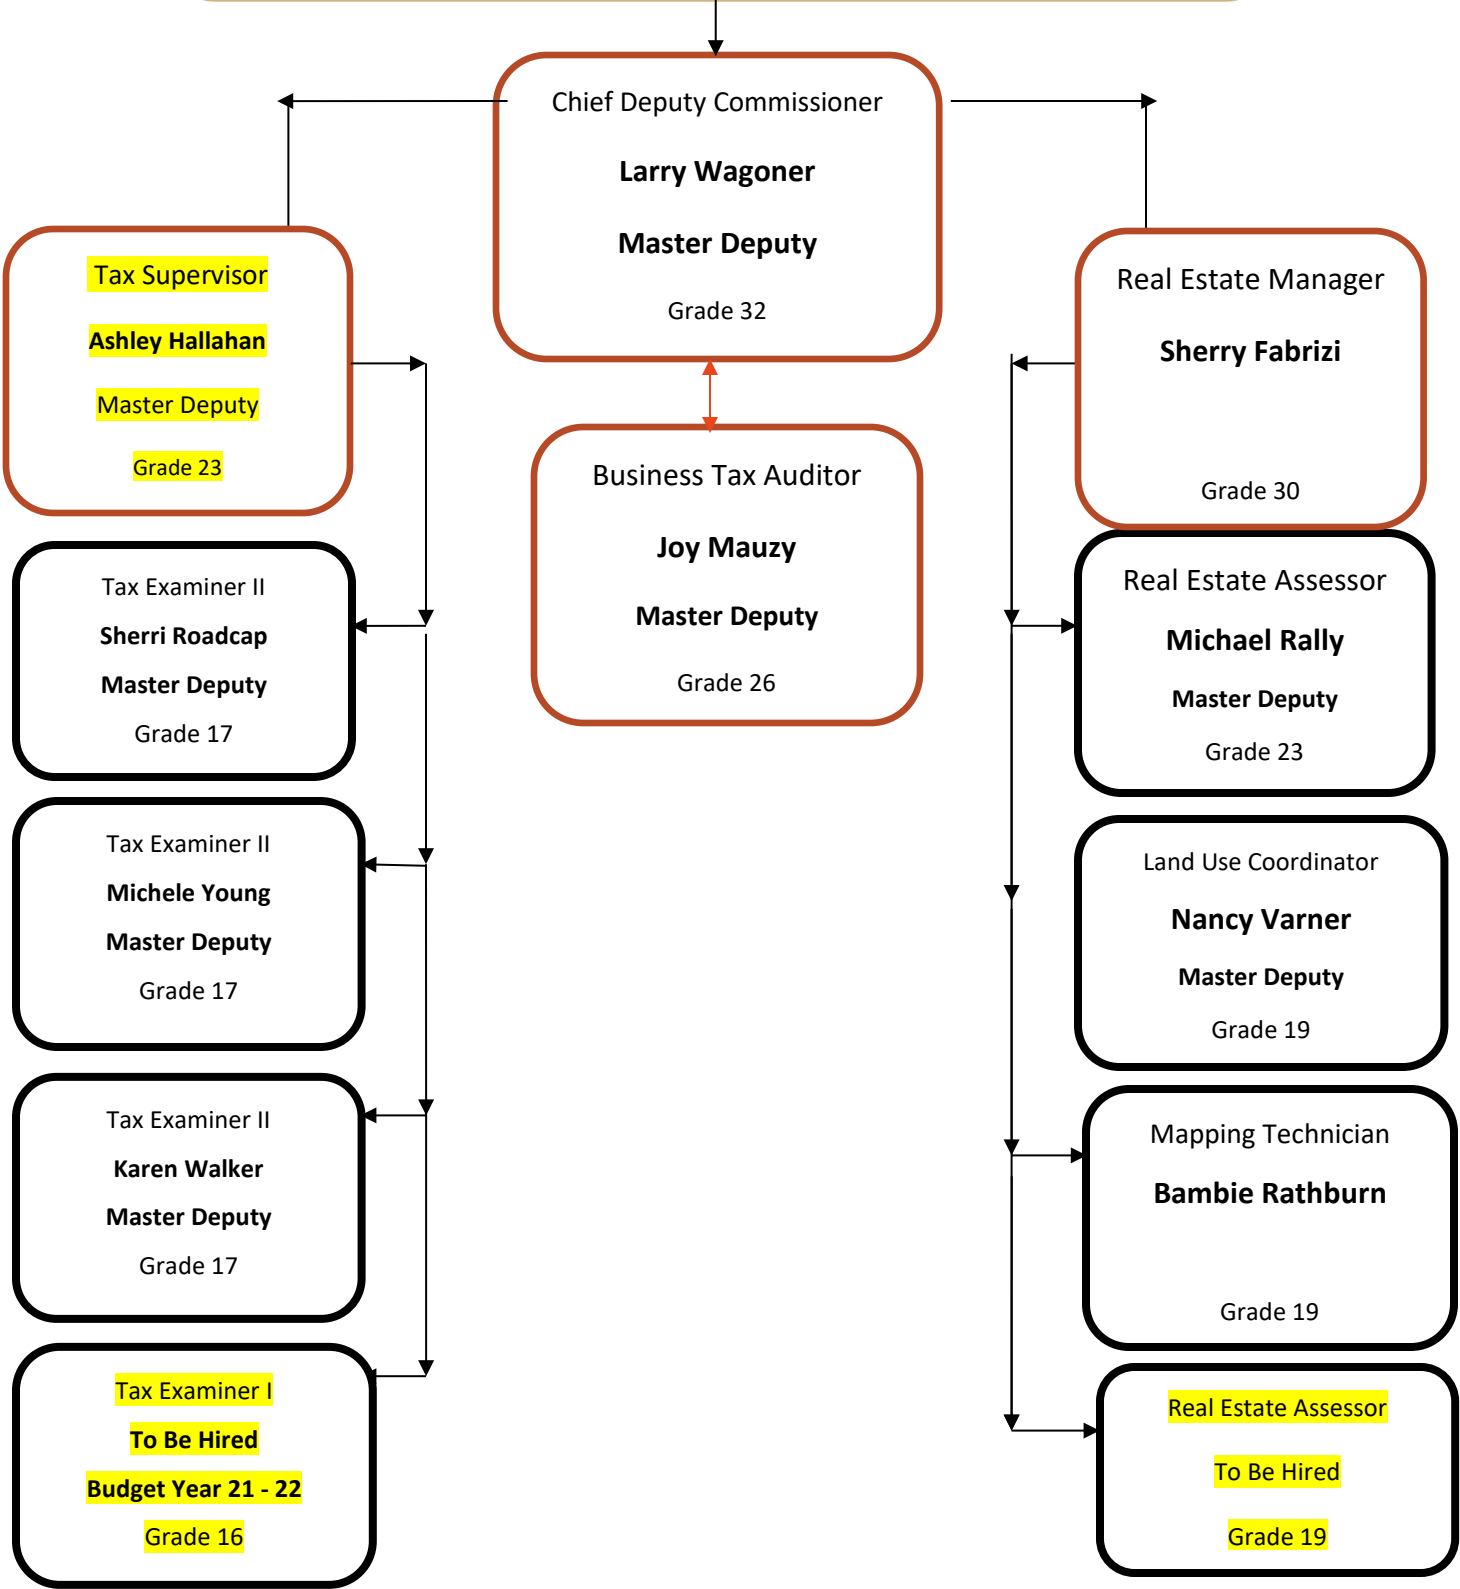 Chief Deputy Commissioner
Larry Wagoner
Master Deputy
Grade 32
Tax Supervisor
Ashley Hallahan
Master Deputy
Grade 23
Real Estate Manager
Sherry Fabrizi
Grade 30
Business Tax Auditor
Joy Mauzy
Master Deputy
Grade 26
Tax Examiner II
Sherri Roadcap
Master Deputy
Grade 17
Real Estate Assessor
Michael Rally
Master Deputy
Grade 23
Tax Examiner II
Michele Young
Master Deputy
Grade 17
Land Use Coordinator
Nancy Varner
Master Deputy
Grade 19
Tax Examiner II
Karen Walker
Master Deputy
Grade 17
Mapping Technician
Bambie Rathburn
Grade 19
Tax Examiner I
To Be Hired
Budget Year 21 - 22
Grade 16
Real Estate Assessor
To Be Hired
Grade 19